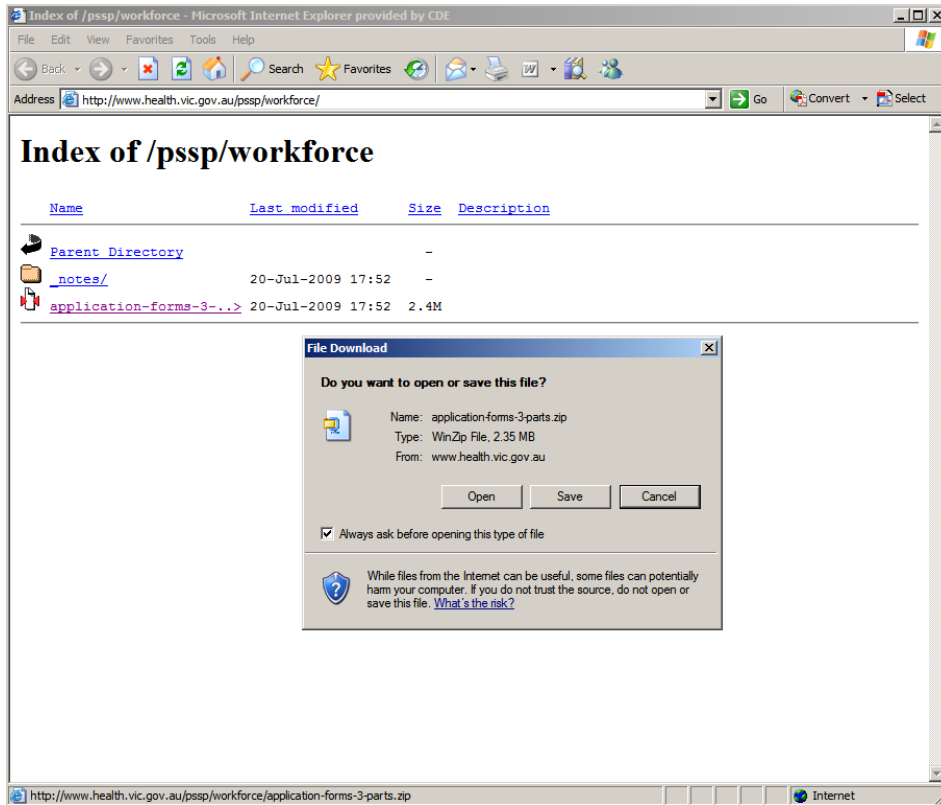 Index of /pssp/workforce - Microsoft Internet Explorer provided by CDE
File Edit View Favorites Tools Help
Back Search Favorites
Address http://www.health.vic.gov.au/pssp/workforce/ Go Convert Select
Index of /pssp/workforce
Name Last modified Size Description
Parent Directory -
_notes/ 20-Jul-2009 17:52 -
application-forms-3-..> 20-Jul-2009 17:52 2.4M
File Download
Do you want to open or save this file?
Name: application-forms-3-parts.zip
Type: WinZip File, 2.35 MB
From: www.health.vic.gov.au
Open Save Cancel
Always ask before opening this type of file
While files from the Internet can be useful, some files can potentially
harm your computer. If you do not trust the source, do not open or
save this file. What's the risk?
http://www.health.vic.gov.au/pssp/workforce/application-forms-3-parts.zip Internet